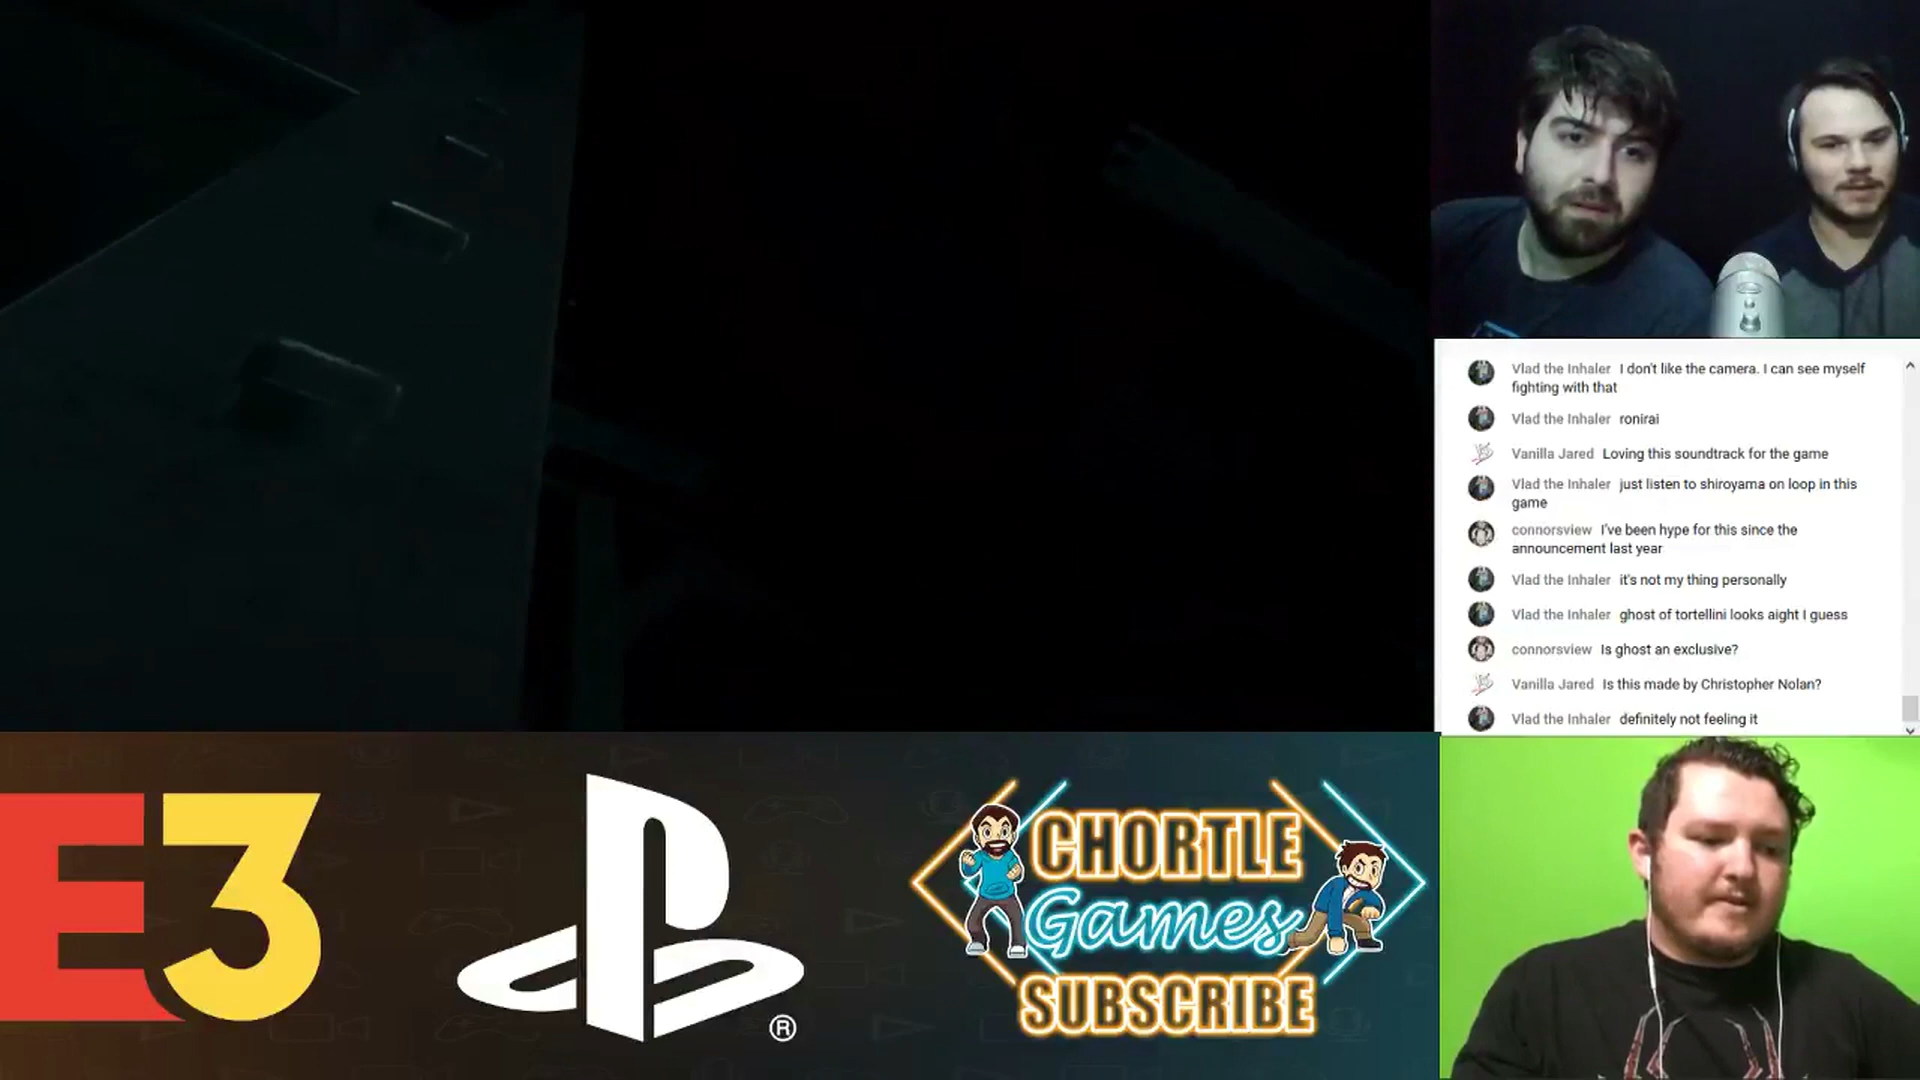 Vlad the Inhaler I don't like the camera. I can see myself
fighting with that
Vlad the Inhaler ronirai
Vanilla Jared Loving this soundtrack for the game
Vlad the Inhaler just listen to shiroyama on loop in this
game
connorsview I've been hype for this since the
announcement last year
Vlad the Inhaler it's not my thing personally
Vlad the Inhaler ghost of tortellini looks aight I guess
connorsview Is ghost an exclusive?
Vanilla Jared Is this made by Christopher Nolan?
Vlad the Inhaler definitely not feeling it
E3
®
CHORTLE
Games
SUBSCRIBE